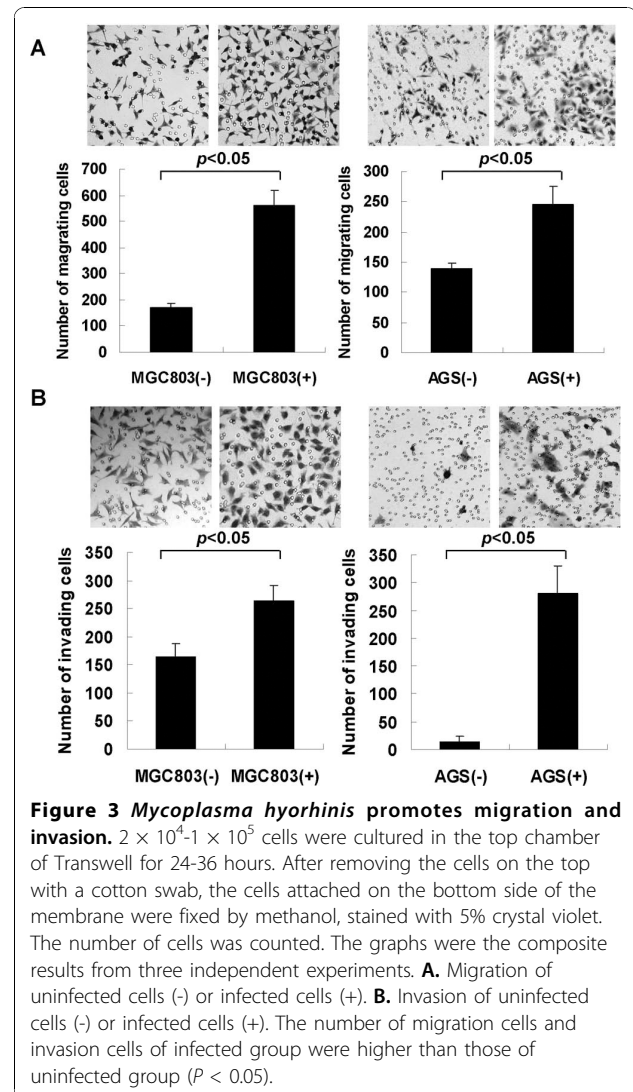 A
p<0.05
p<0.05
Number of magrating cells
700
600
500
400
300
200
100
0
MGC803(-) MGC803(+)
Number of migrating cells
300
250
200
150
100
50
0
AGS(-) AGS(+)
B
p<0.05
p<0.05
Number of invading cells
350
300
250
200
150
100
50
0
MGC803(-) MGC803(+)
Number of invading cells
350
300
250
200
150
100
50
0
AGS(-) AGS(+)
Figure 3 Mycoplasma hyorhinis promotes migration and
invasion. 2 × 10⁴-1 × 10⁵ cells were cultured in the top chamber
of Transwell for 24-36 hours. After removing the cells on the top
with a cotton swab, the cells attached on the bottom side of the
membrane were fixed by methanol, stained with 5% crystal violet.
The number of cells was counted. The graphs were the composite
results from three independent experiments. A. Migration of
uninfected cells (-) or infected cells (+). B. Invasion of uninfected
cells (-) or infected cells (+). The number of migration cells and
invasion cells of infected group were higher than those of
uninfected group (P < 0.05).